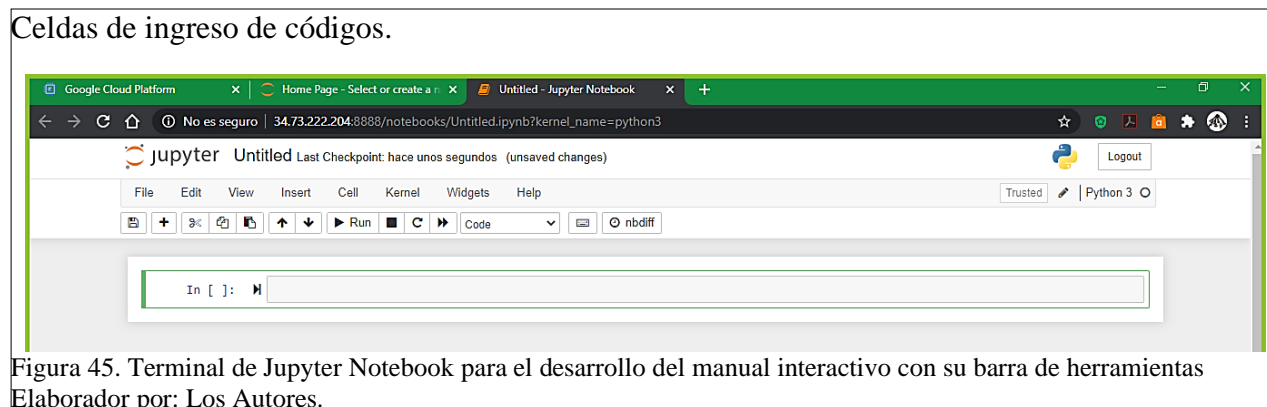 Celdas de ingreso de códigos.
Google Cloud Platform
Home Page - Select or create a n
Untitled - Jupyter Notebook
No es seguro | 34.73.222.204:8888/notebooks/Untitled.ipynb?kernel_name=python3
jupyter Untitled Last Checkpoint: hace unos segundos (unsaved changes) Logout
File Edit View Insert Cell Kernel Widgets Help Trusted Python 3
Run Code nbdiff
In [ ]:
Figura 45. Terminal de Jupyter Notebook para el desarrollo del manual interactivo con su barra de herramientas
Elaborador por: Los Autores.